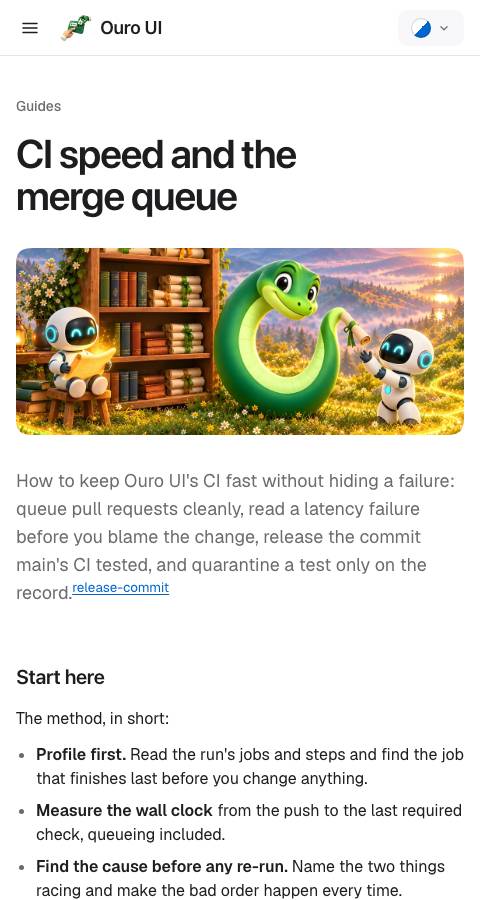 Ouro UI
Guides
CI speed and the
merge queue
How to keep Ouro UI's CI fast without hiding a failure:
queue pull requests cleanly, read a latency failure
before you blame the change, release the commit
main's CI tested, and quarantine a test only on the
record.release-commit
Start here
The method, in short:
• Profile first. Read the run's jobs and steps and find the job
that finishes last before you change anything.
• Measure the wall clock from the push to the last required
check, queueing included.
• Find the cause before any re-run. Name the two things
racing and make the bad order happen every time.